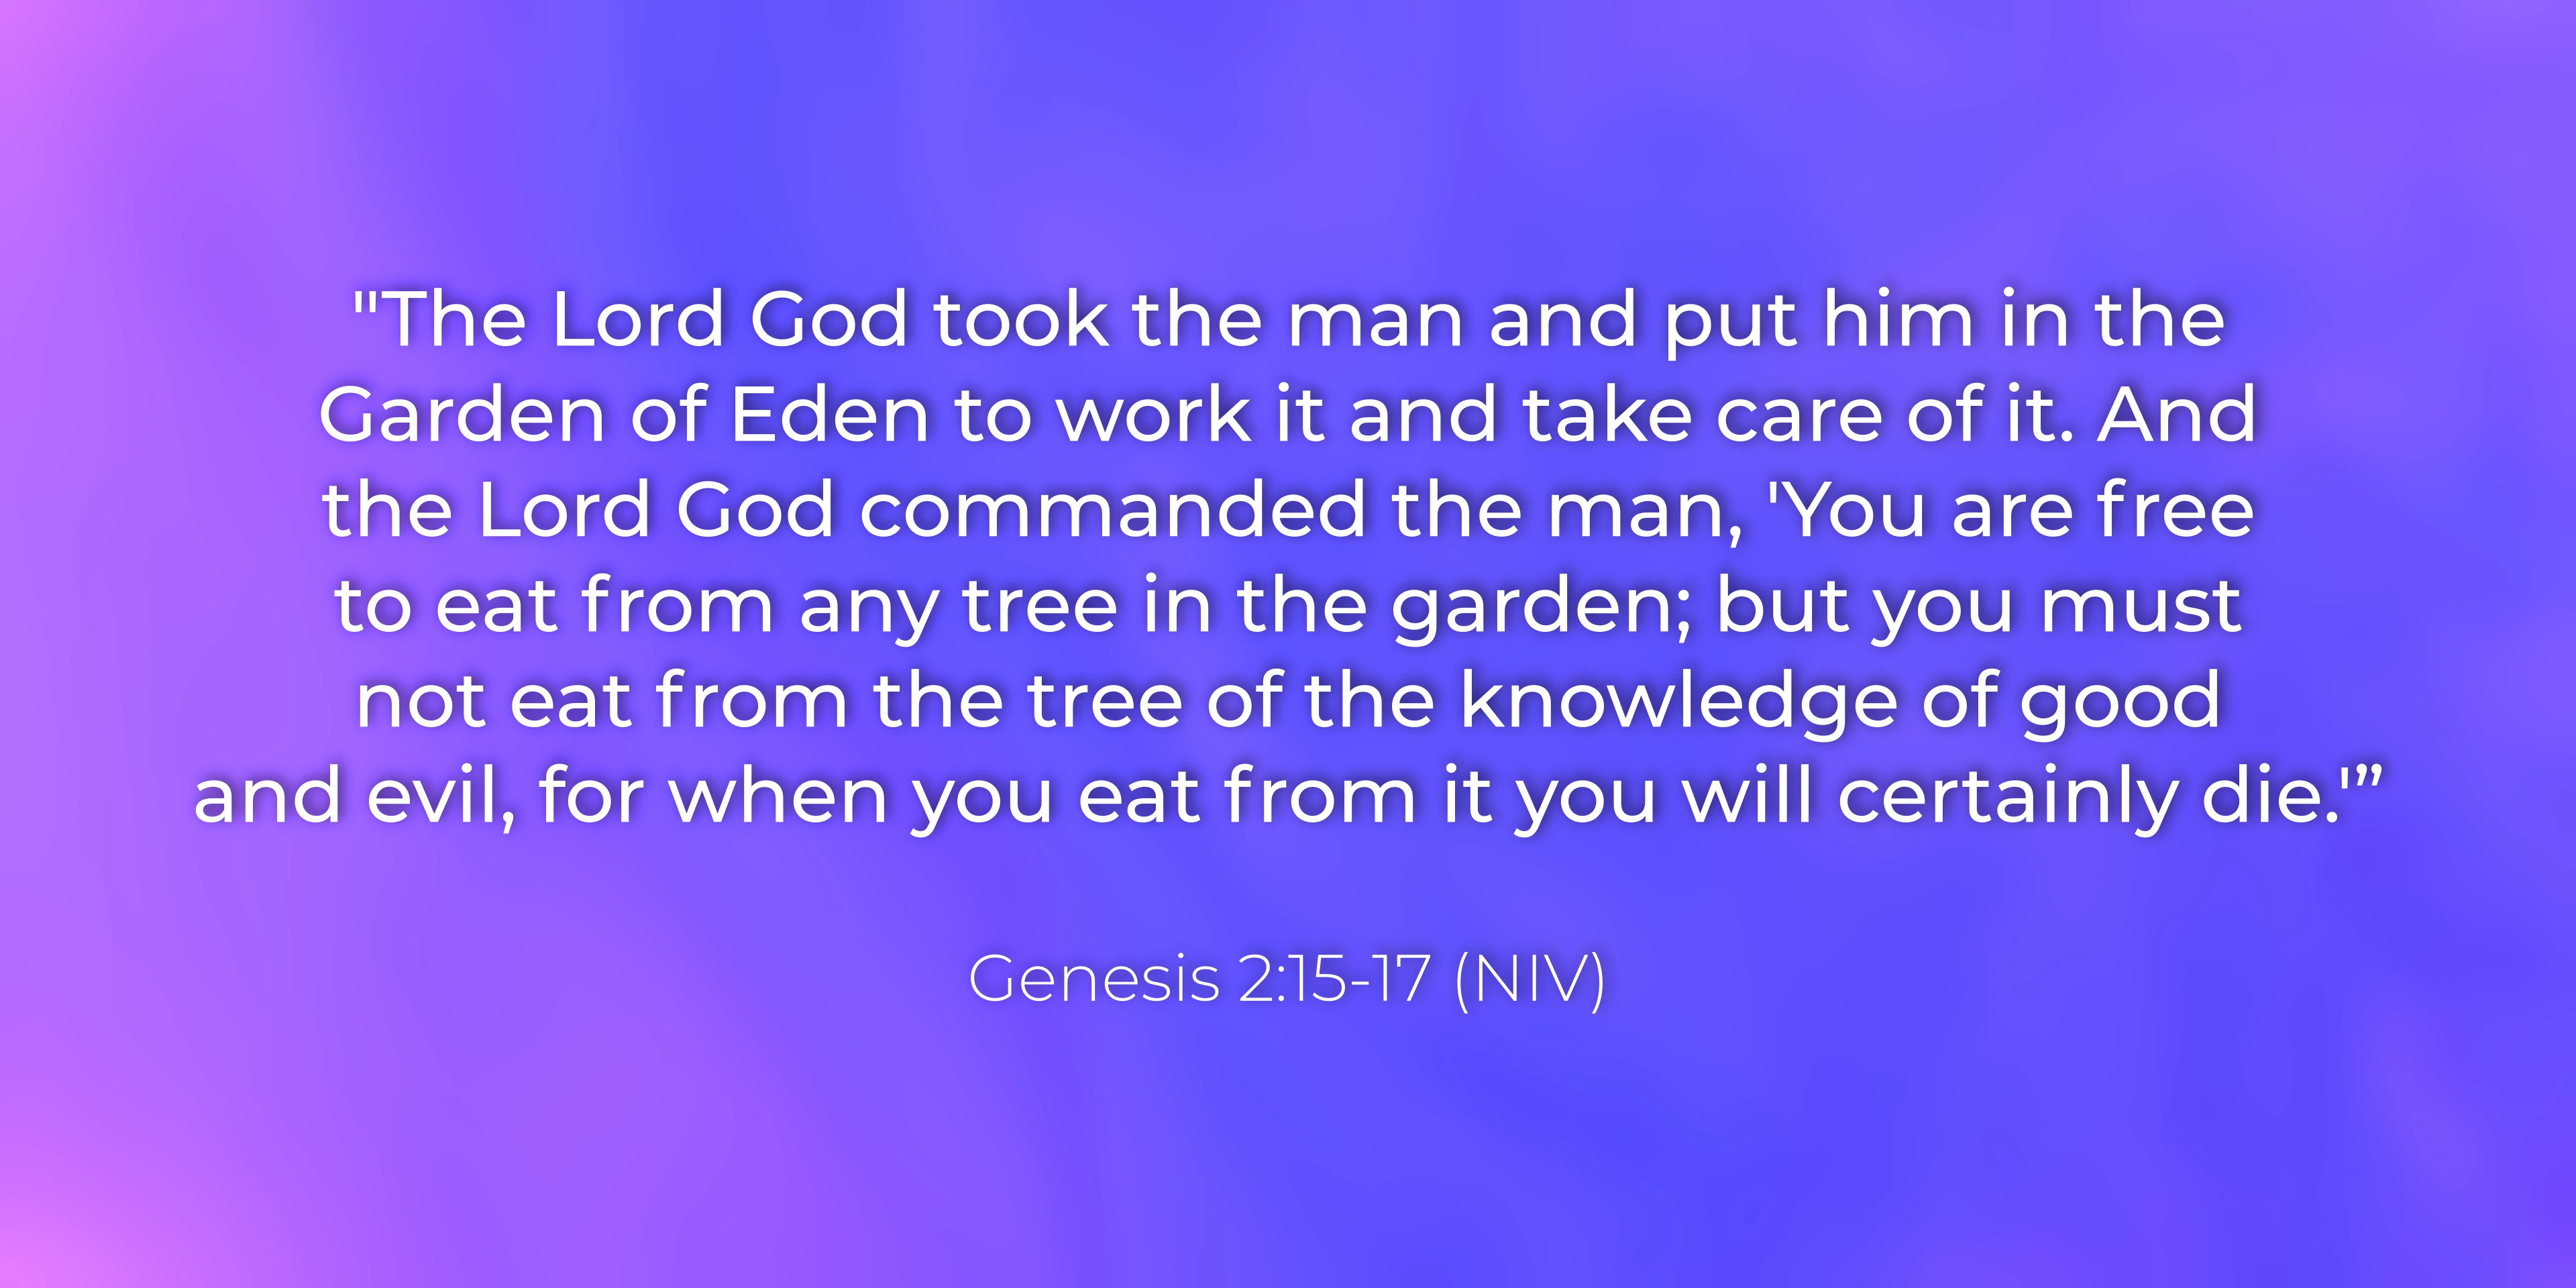 "The Lord God took the man and put him in the
Garden of Eden to work it and take care of it. And
the Lord God commanded the man, 'You are free
to eat from any tree in the garden; but you must
not eat from the tree of the knowledge of good
and evil, for when you eat from it you will certainly die.'”
Genesis 2:15-17 (NIV)